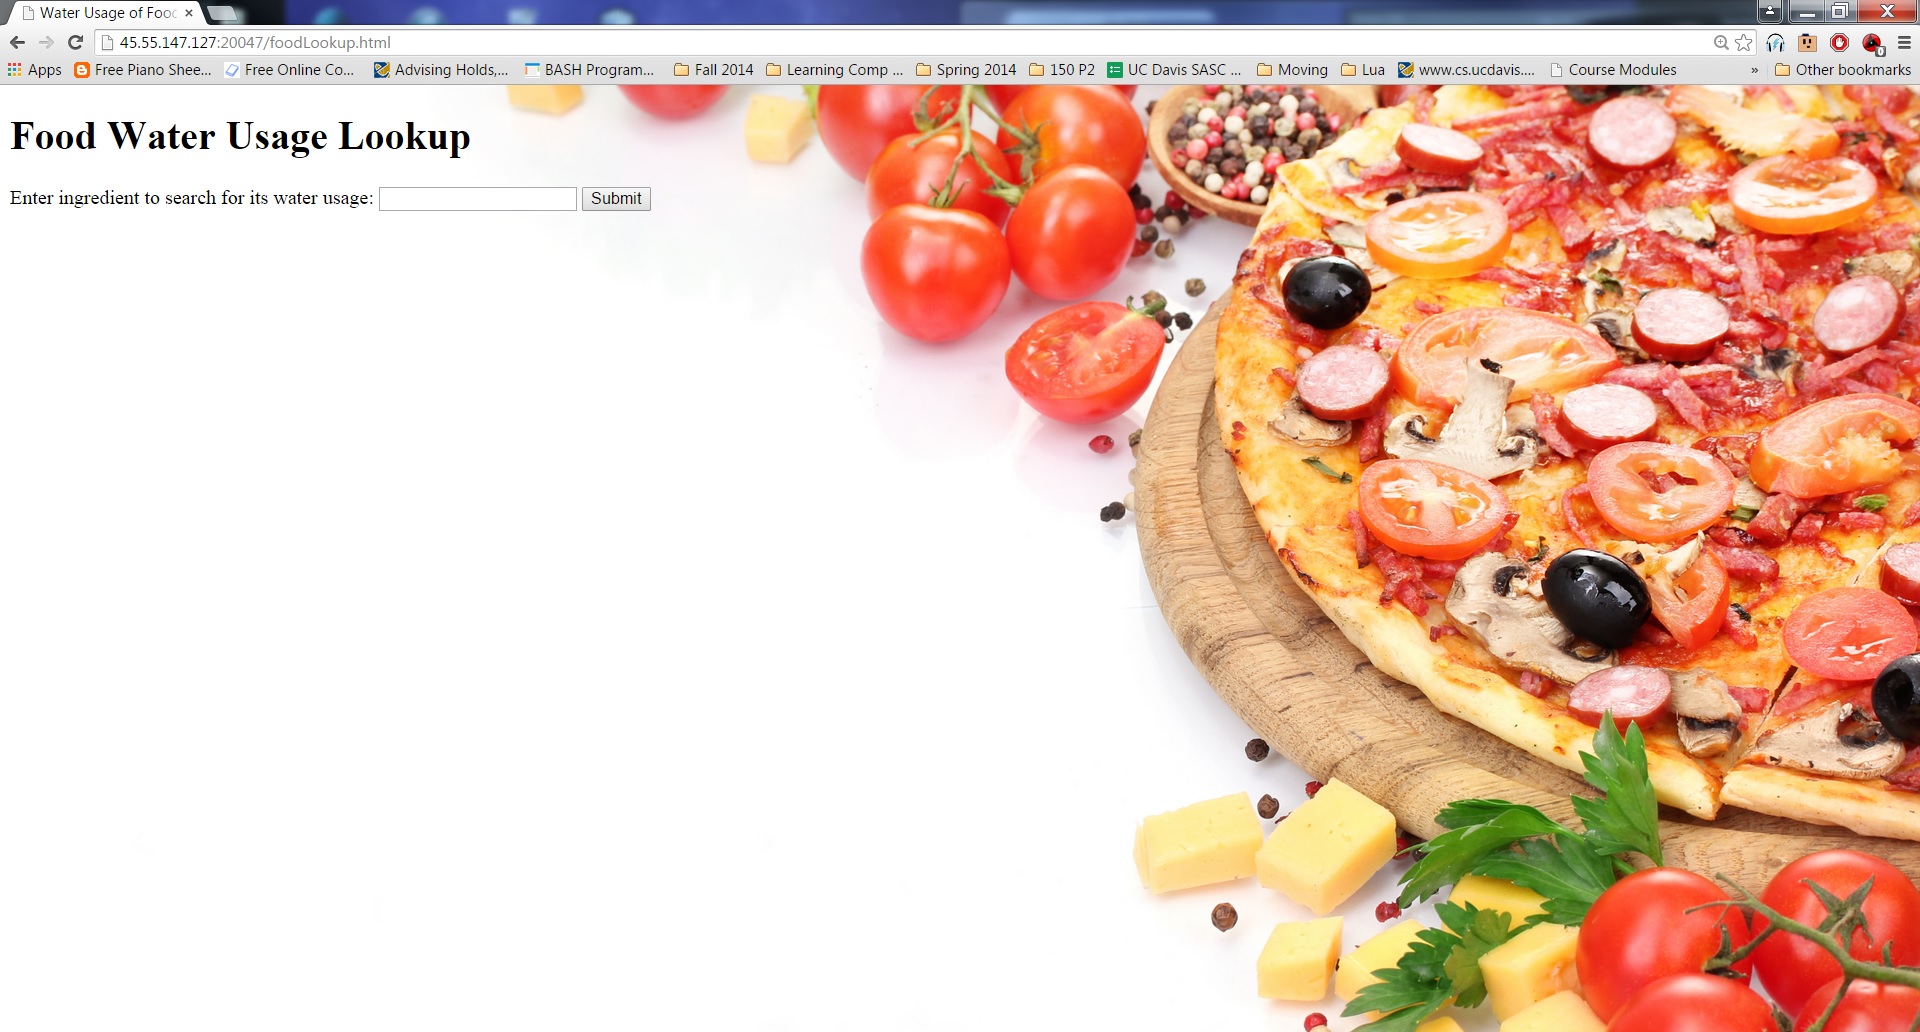 Water Usage of Food
45.55.147.127:20047/foodLookup.html
Apps Free Piano Shee... Free Online Co... Advising Holds,... BASH Program... Fall 2014 Learning Comp ... Spring 2014 150 P2 UC Davis SASC ... Moving Lua www.cs.ucdavis.... Course Modules » Other bookmarks
Food Water Usage Lookup
Enter ingredient to search for its water usage: Submit